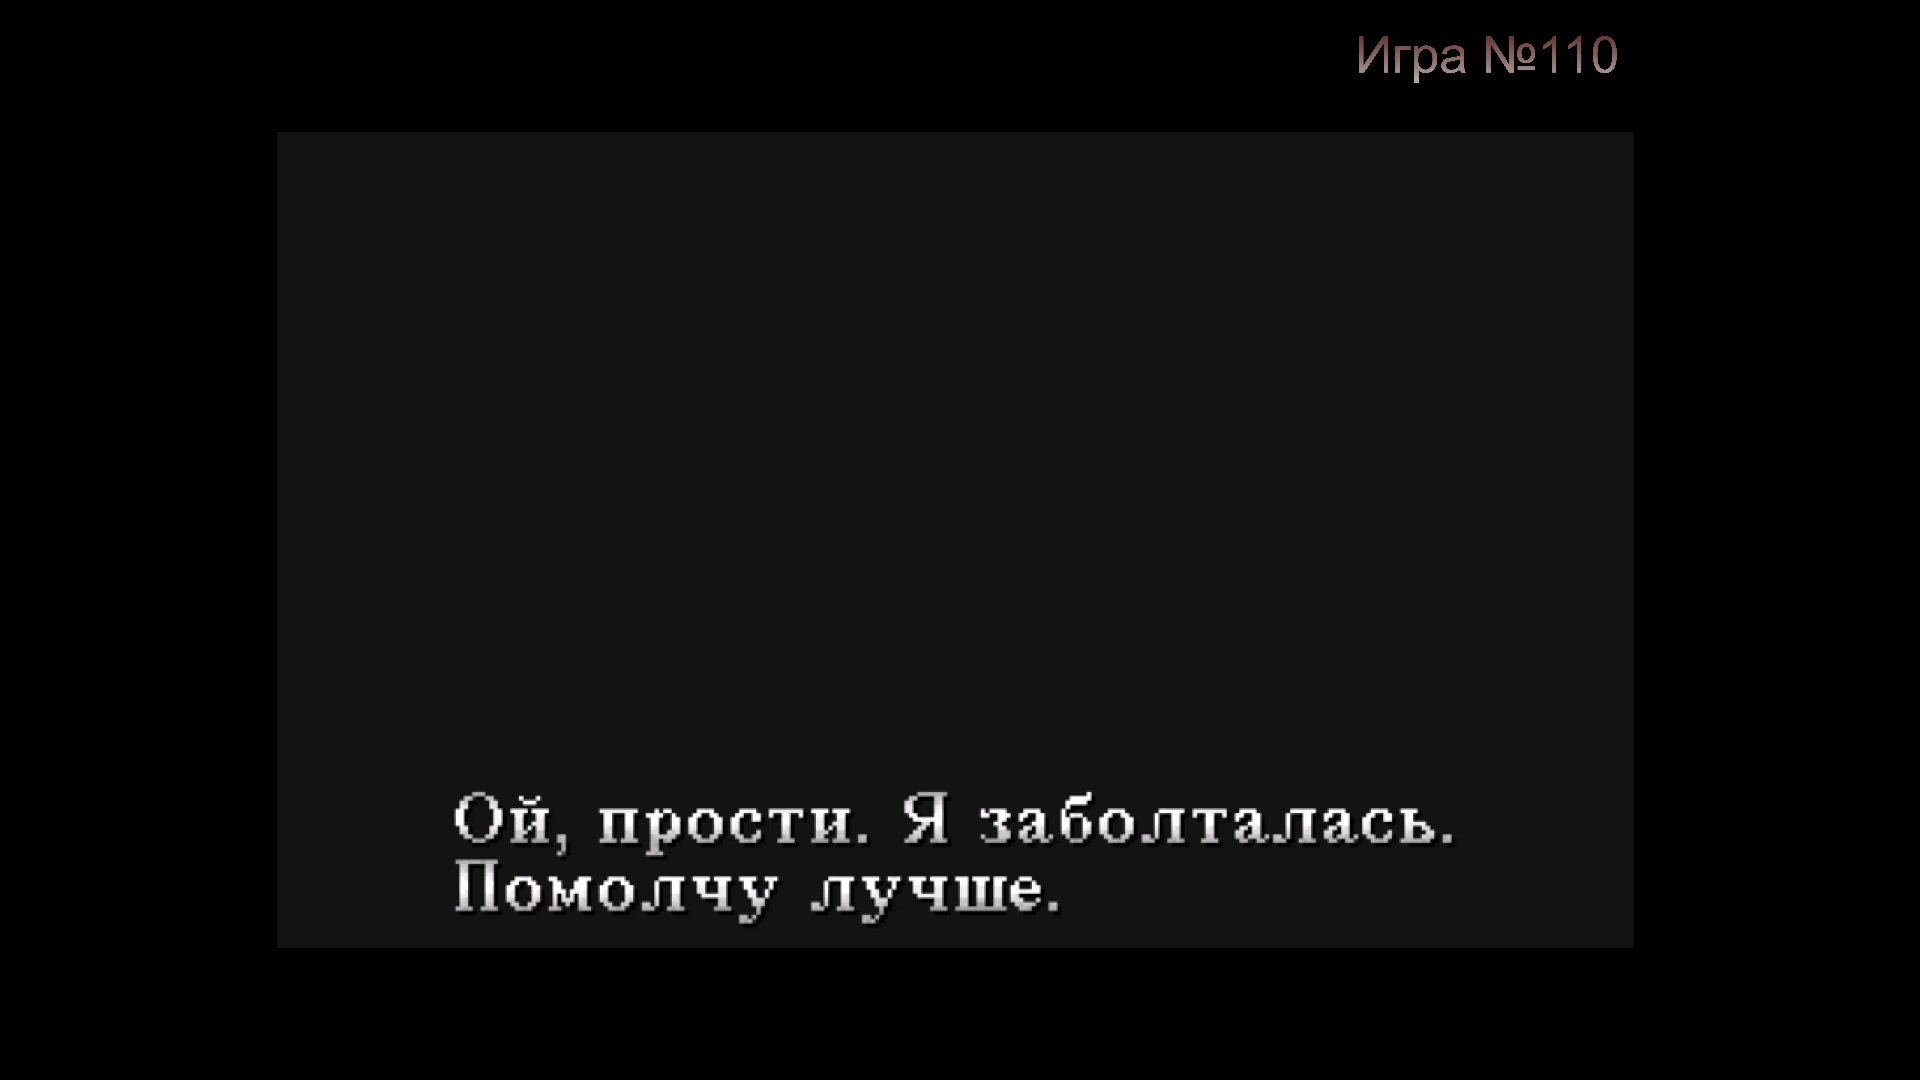 Игра №110
Ой, прости. Я заболталась.
Помолчу лучше.